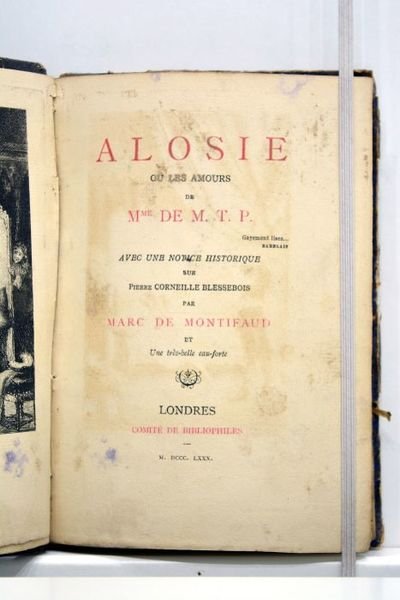 ALOSIE
OU LES AMOURS
DE
MME DE M. T. P.
Gayement lisez...
RABELAIS
AVEC UNE NOTICE HISTORIQUE
SUR
PIERRE CORNEILLE BLESSEBOIS
PAR
MARC DE MONTIFAUD
ET
Une très-belle eau-forte
LONDRES
COMITÉ DE BIBLIOPHILES
M. DCCC. LXXX.